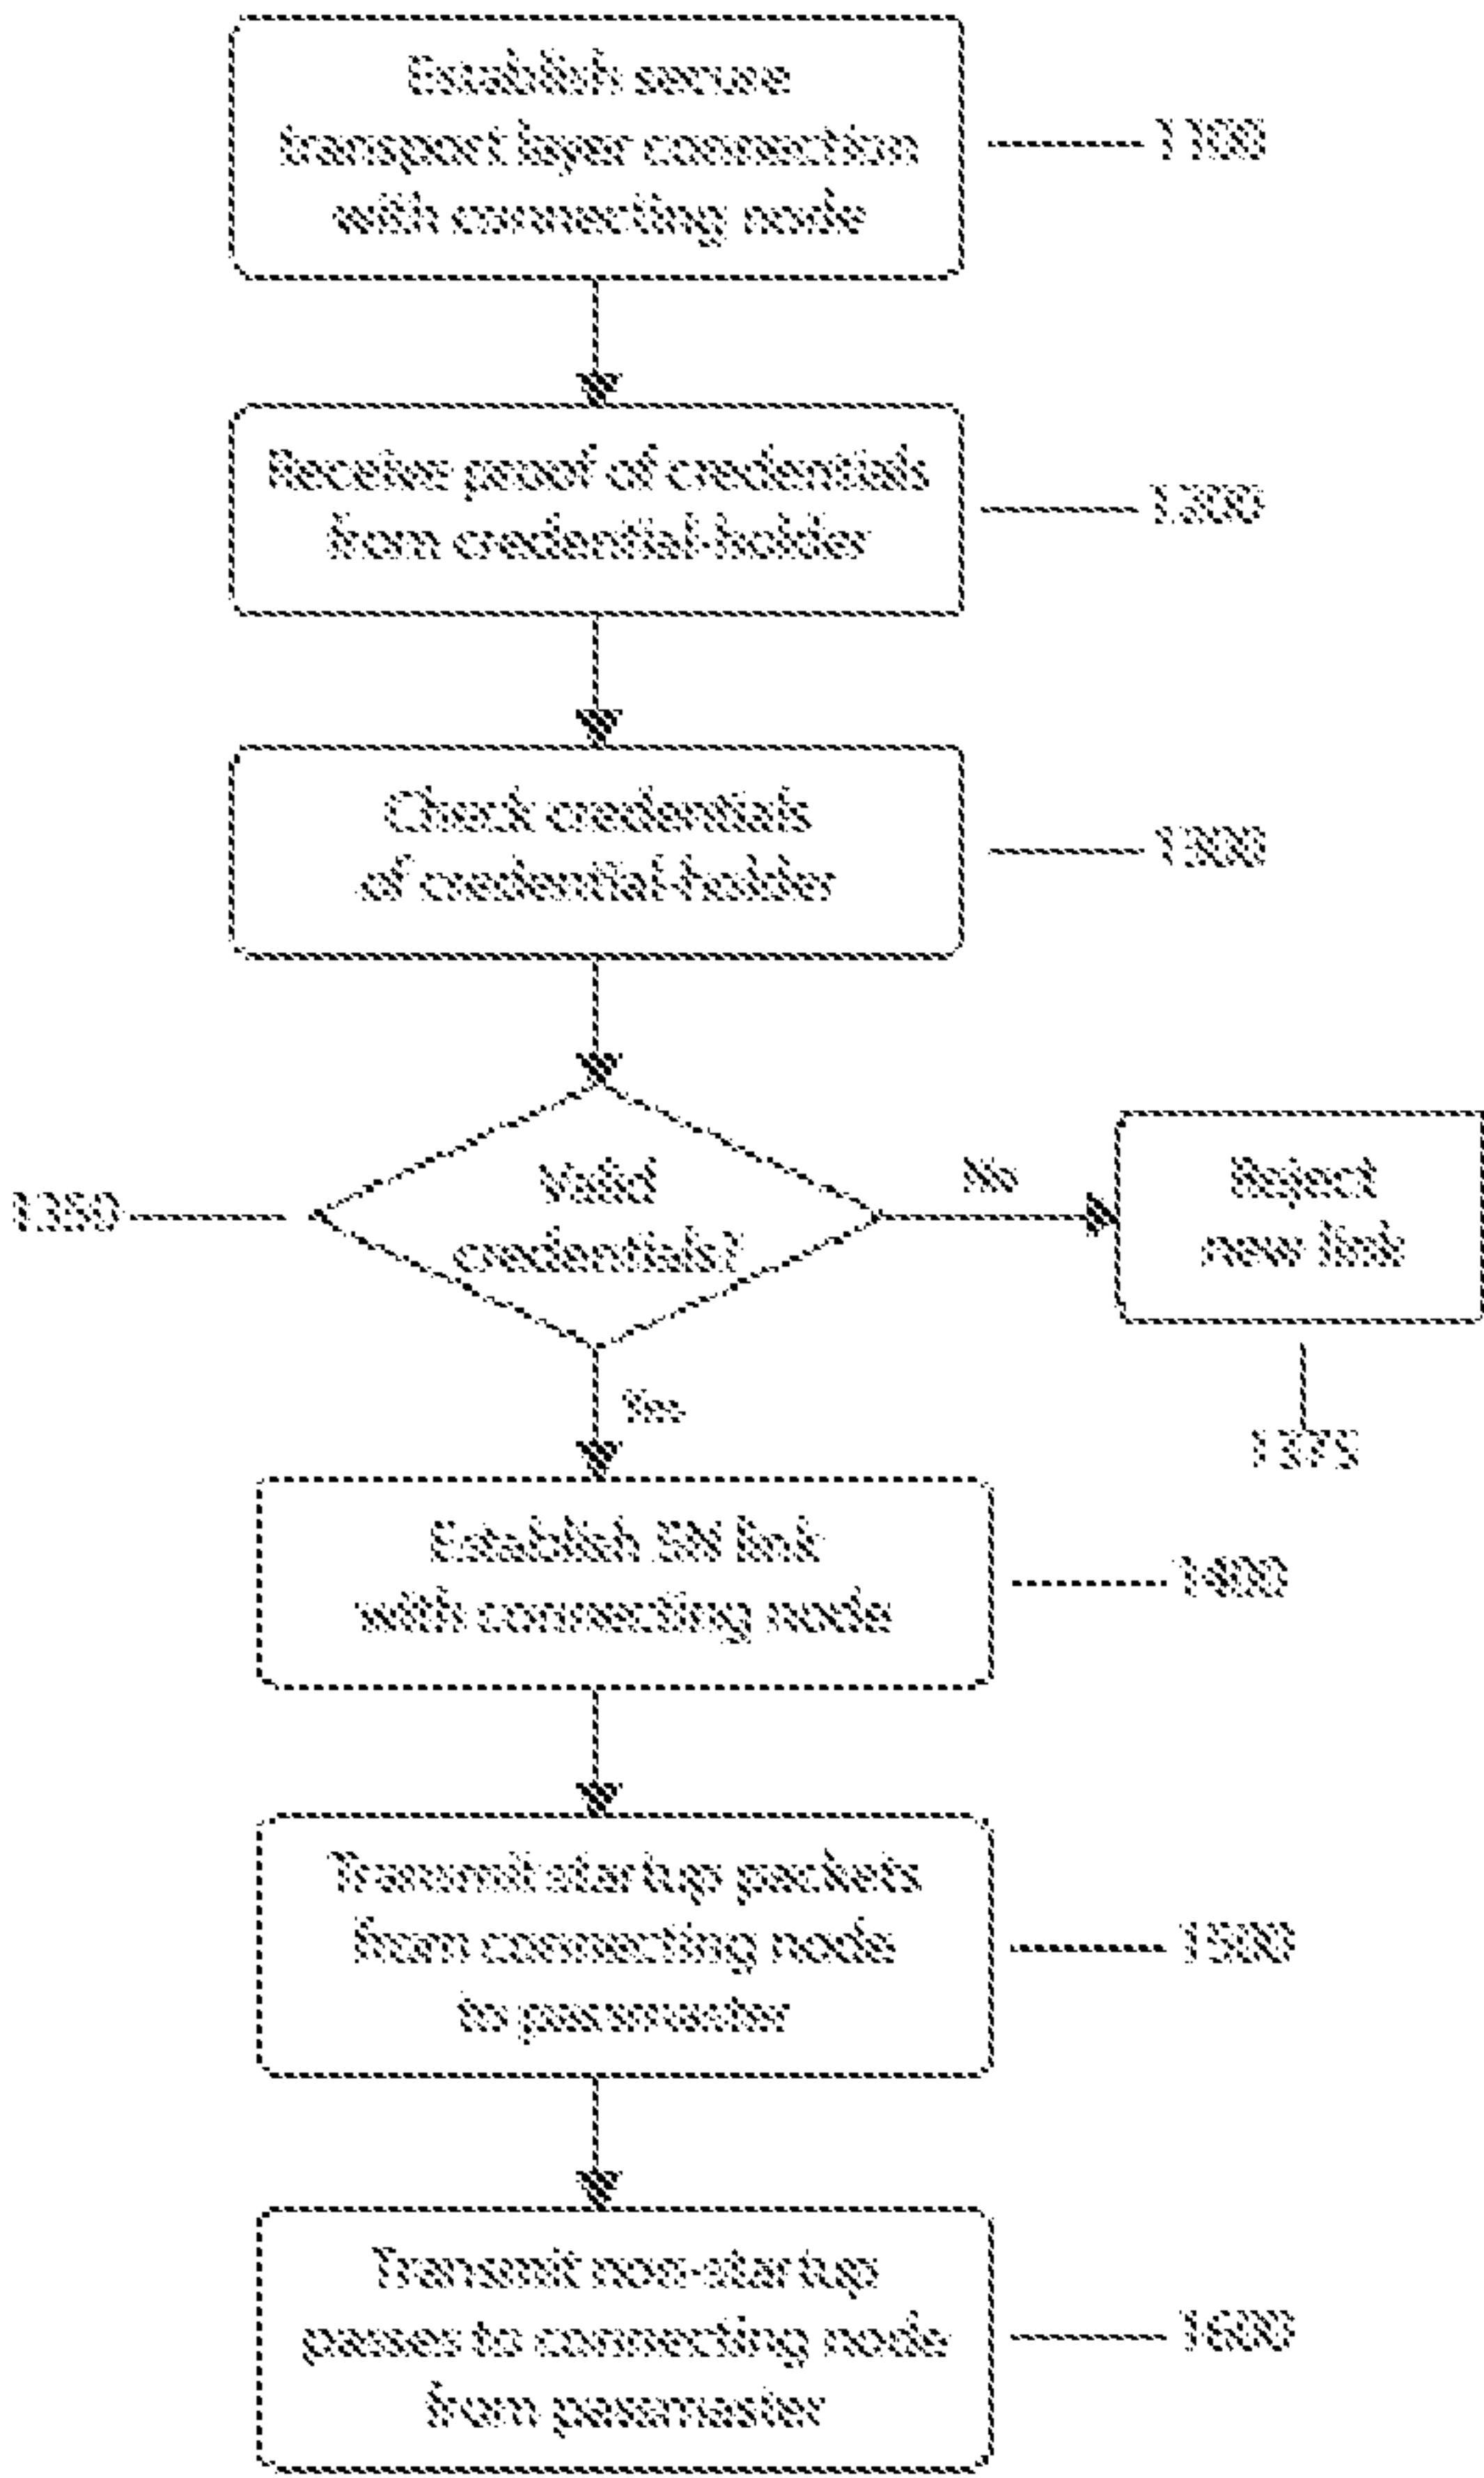 Establish secure
transport layer connection
with connecting node
1100
Receive proof of credentials
from credential-holder
1200
Check credentials
of credential-holder
1300
Valid
credentials?
1350
No
Reject
new link
1375
Yes
Establish SN link
with connecting node
1400
Transmit startup packets
from connecting node
to passmaster
1500
Transmit non-startup
passes to connecting node
from passmaster
1600